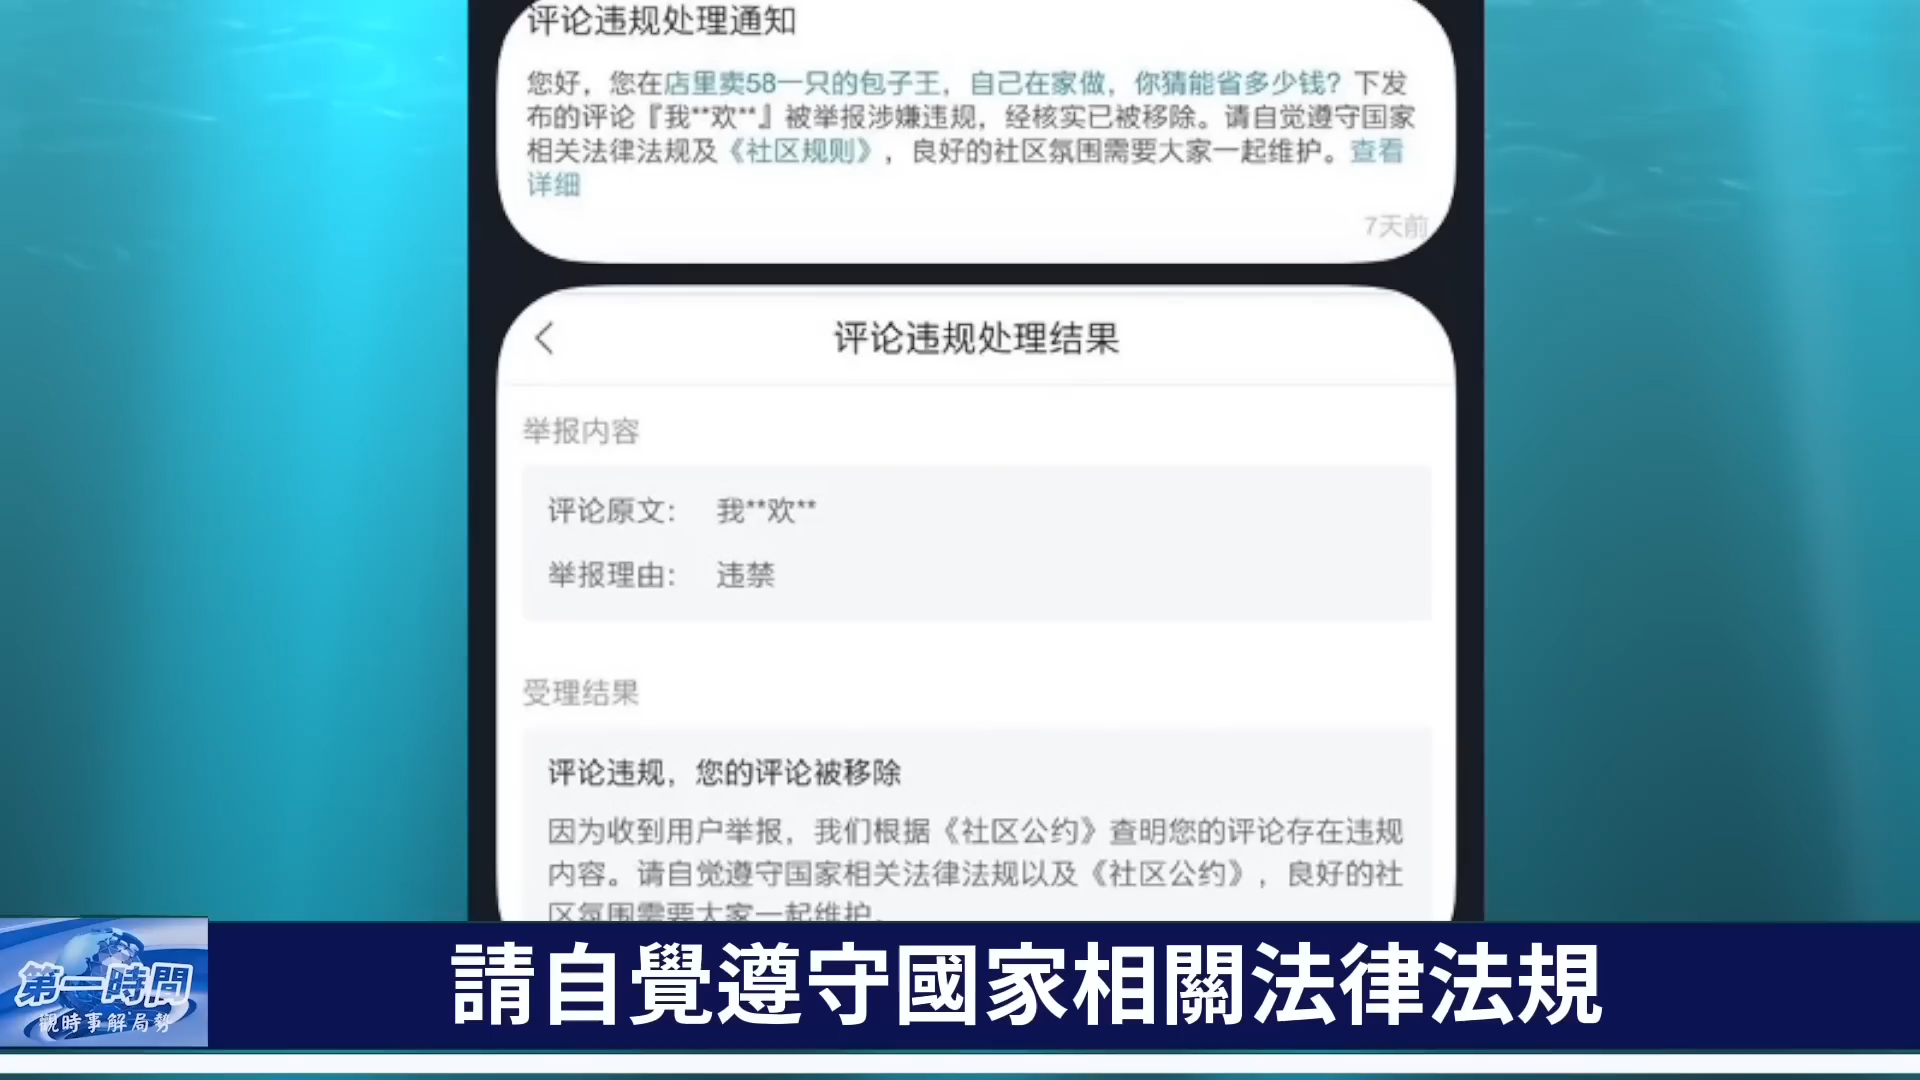 评论违规处理通知
您好，您在店里卖58一只的包子王，自己在家做，你猜能省多少钱？下发
布的评论『我**欢**』被举报涉嫌违规，经核实已被移除。请自觉遵守国家
相关法律法规及《社区规则》，良好的社区氛围需要大家一起维护。查看
详细
7天前
评论违规处理结果
举报内容
评论原文： 我**欢**
举报理由： 违禁
受理结果
评论违规，您的评论被移除
因为收到用户举报，我们根据《社区公约》查明您的评论存在违规
内容。请自觉遵守国家相关法律法规以及《社区公约》，良好的社
区氛围需要大家一起维护。
第一時間
觀時事解局勢
請自覺遵守國家相關法律法規